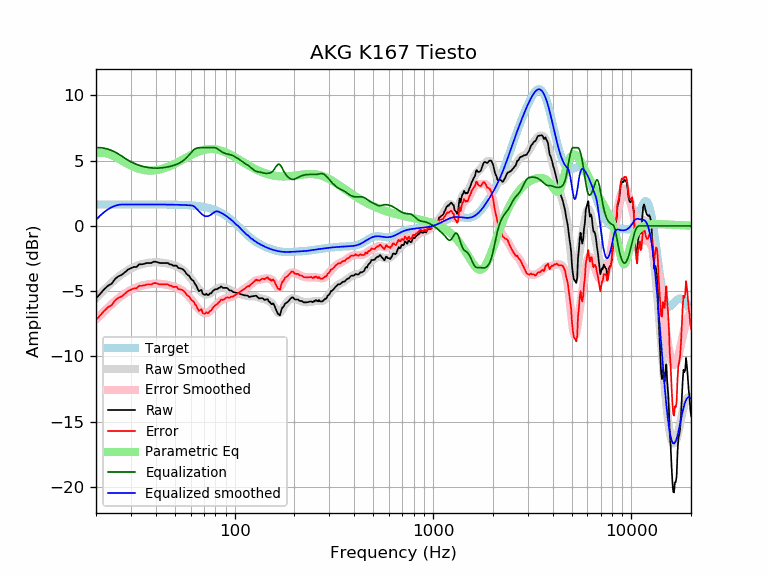 AKG K167 Tiesto
10
5
0
−5
−10
−15
−20
Amplitude (dBr)
Target
Raw Smoothed
Error Smoothed
Raw
Error
Parametric Eq
Equalization
Equalized smoothed
100 1000 10000
Frequency (Hz)